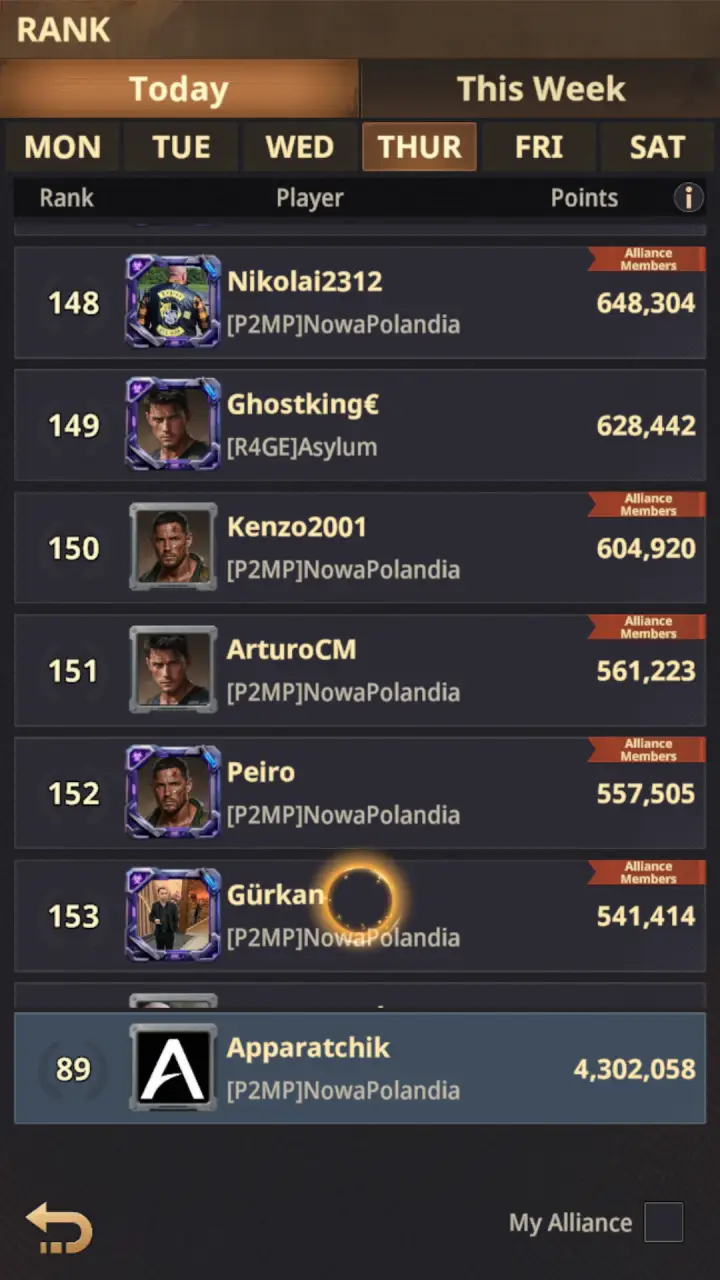 RANK
Today
This Week
MON
TUE
WED
THUR
FRI
SAT
Rank
Player
Points
i
Alliance
Members
148
Nikolai2312
[P2MP]NowaPolandia
648,304
149
Ghostking€
[R4GE]Asylum
628,442
Alliance
Members
150
Kenzo2001
[P2MP]NowaPolandia
604,920
Alliance
Members
151
ArturoCM
[P2MP]NowaPolandia
561,223
Alliance
Members
152
Peiro
[P2MP]NowaPolandia
557,505
Alliance
Members
153
Gürkan
[P2MP]NowaPolandia
541,414
89
A
Apparatchik
[P2MP]NowaPolandia
4,302,058
My Alliance